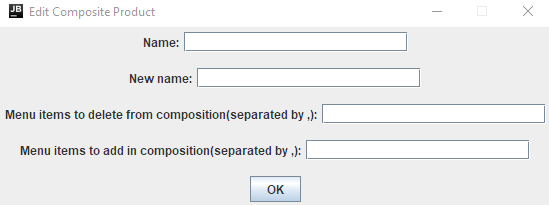 JB Edit Composite Product
Name:
New name:
Menu items to delete from composition(separated by ,):
Menu items to add in composition(separated by ,):
OK